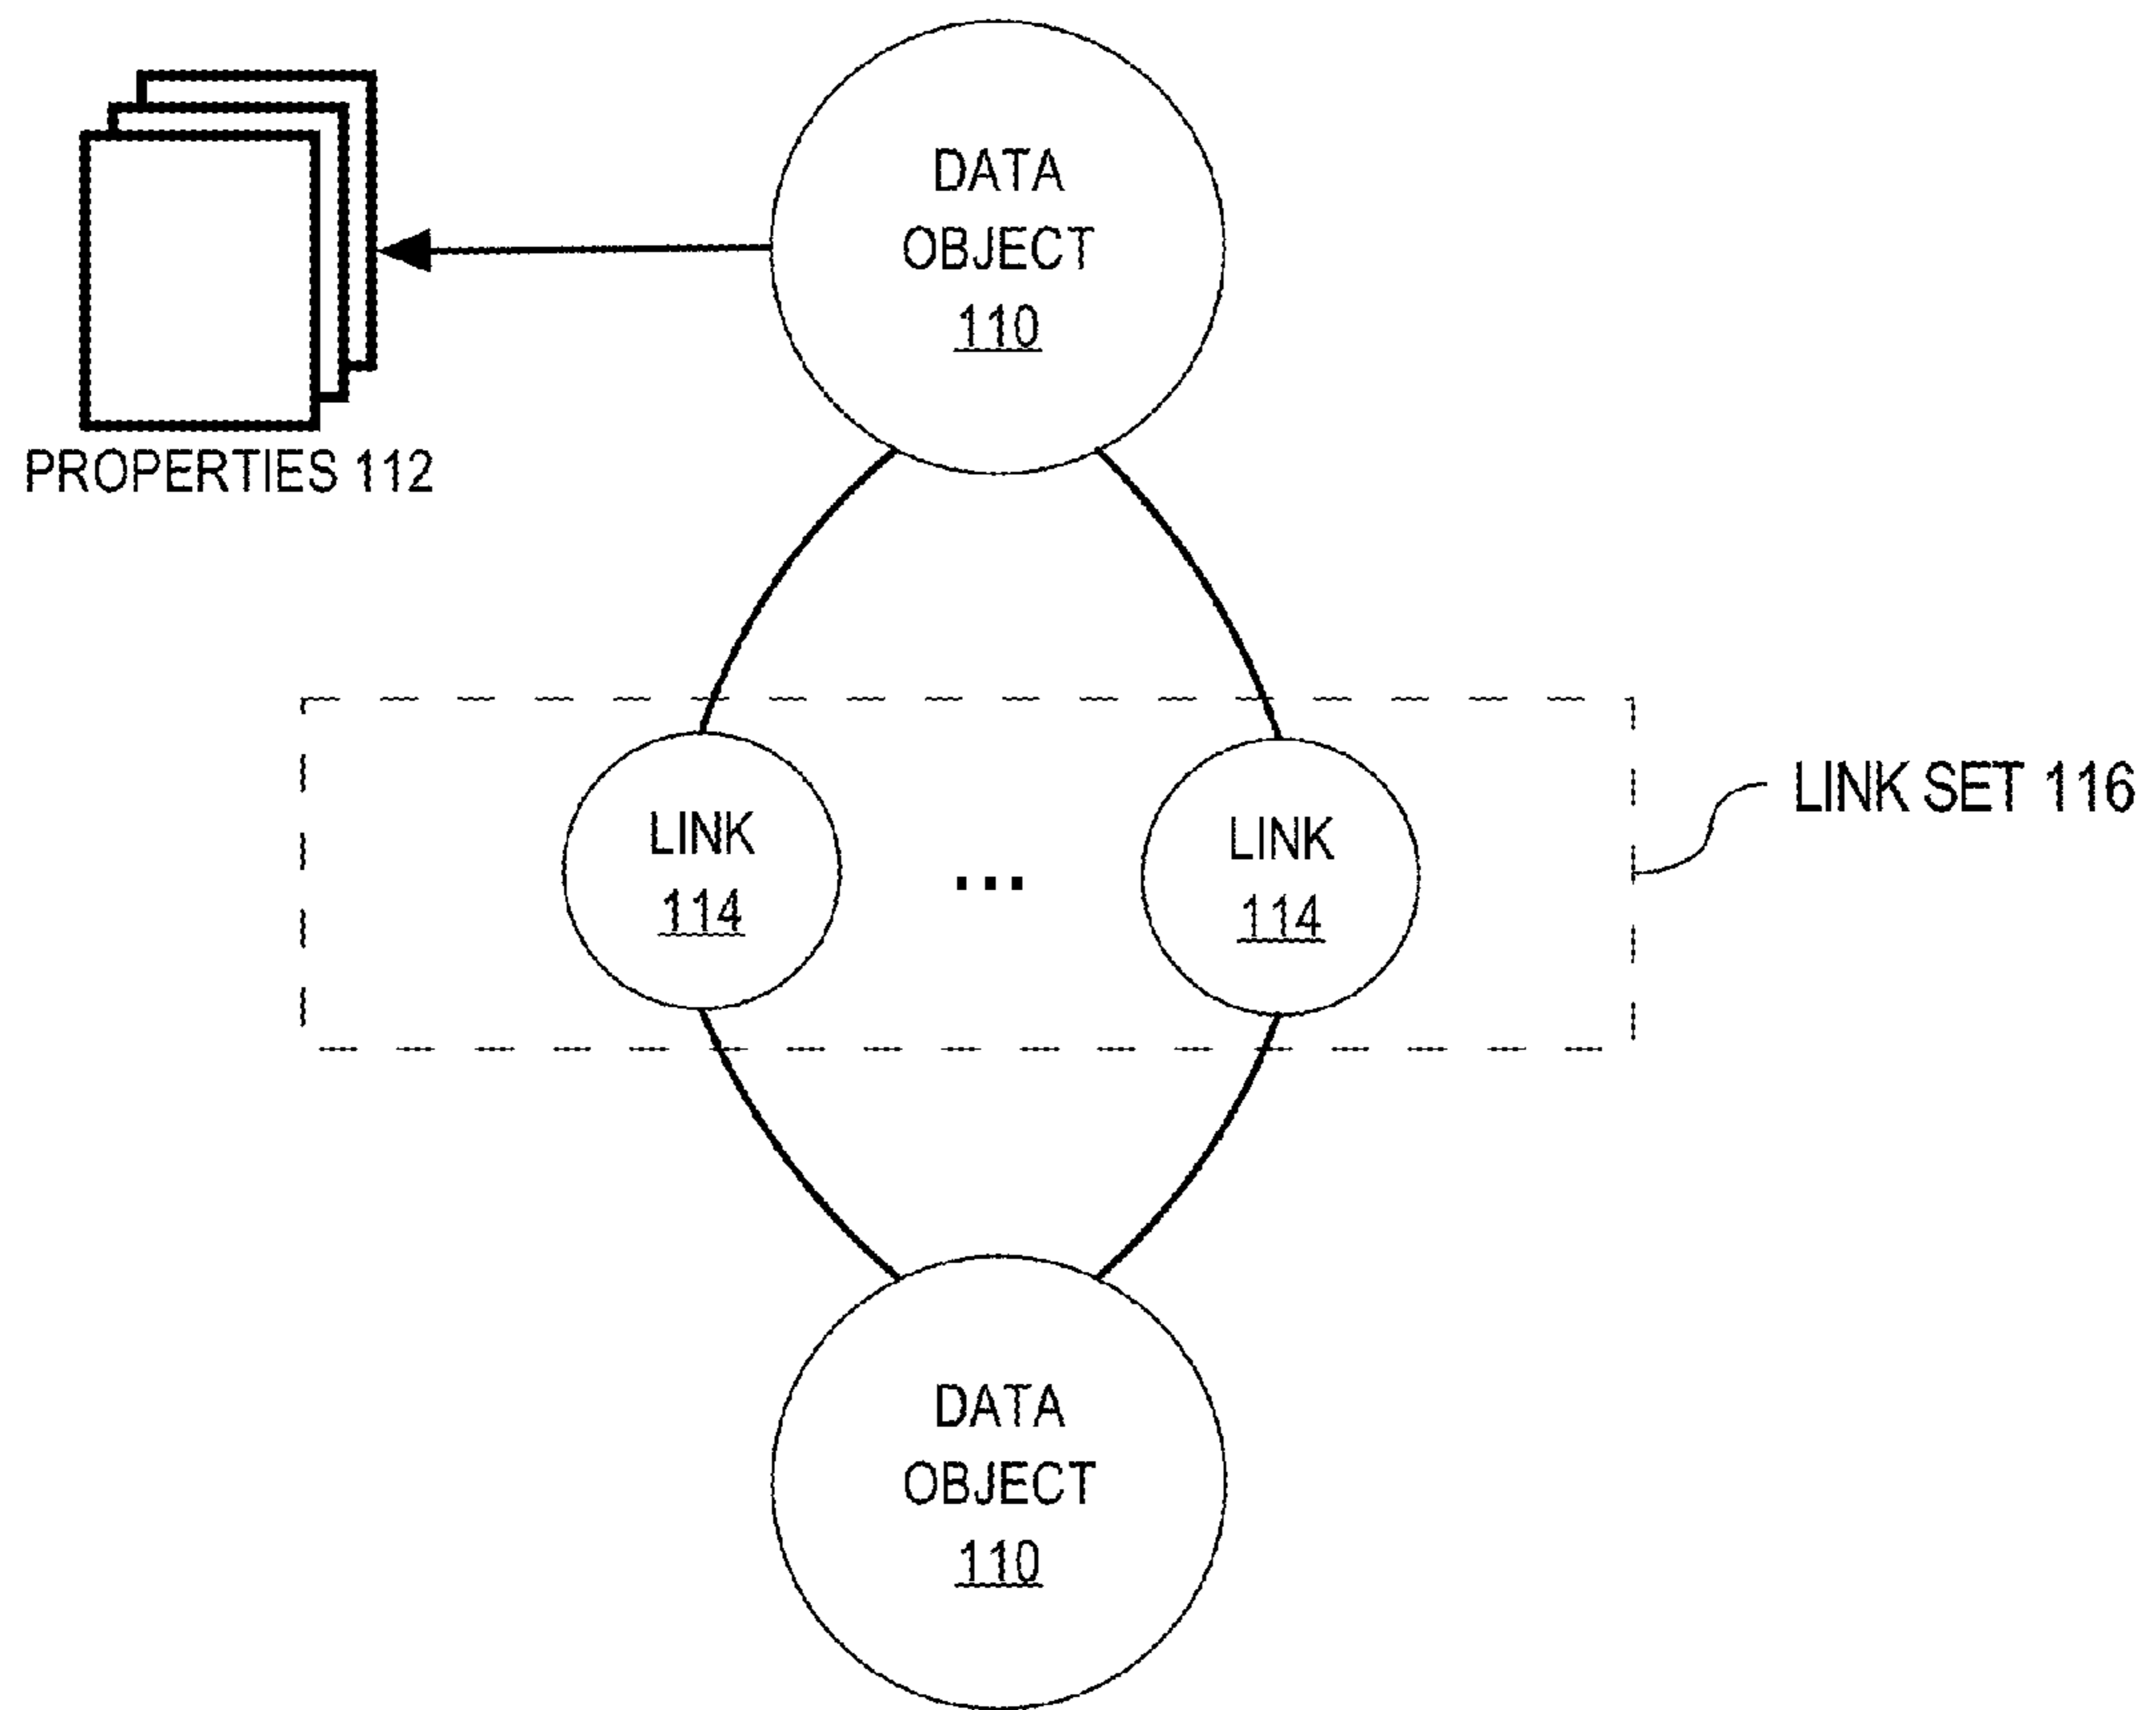 DATA
OBJECT
110
PROPERTIES 112
LINK
114
...
LINK
114
LINK SET 116
DATA
OBJECT
110